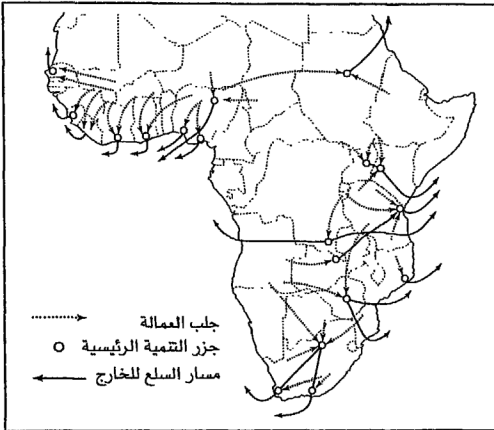 جلب العمالة
جزر التنمية الرئيسية
مسار السلع للخارج